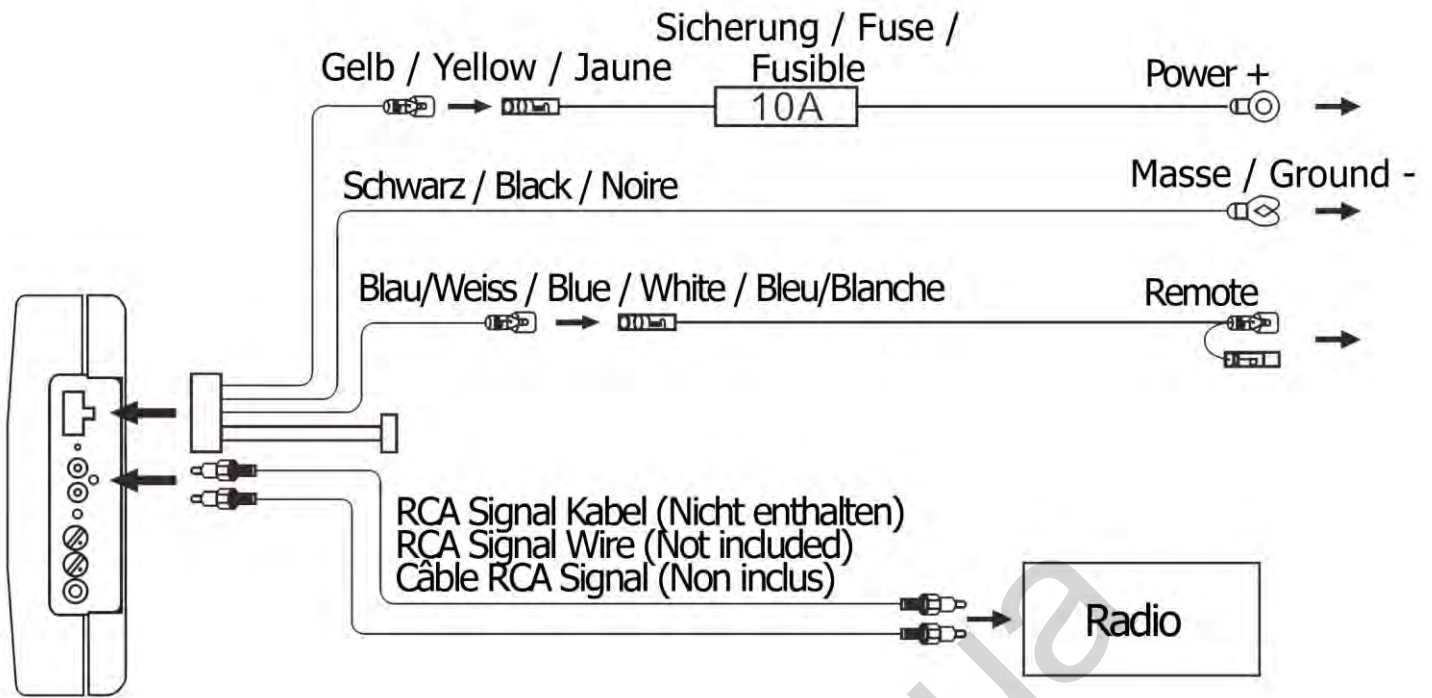 Sicherung / Fuse /
Fusible
Gelb / Yellow / Jaune
10A
Power +
Schwarz / Black / Noire
Masse / Ground -
Blau/Weiss / Blue / White / Bleu/Blanche
Remote
RCA Signal Kabel (Nicht enthalten)
RCA Signal Wire (Not included)
Câble RCA Signal (Non inclus)
Radio